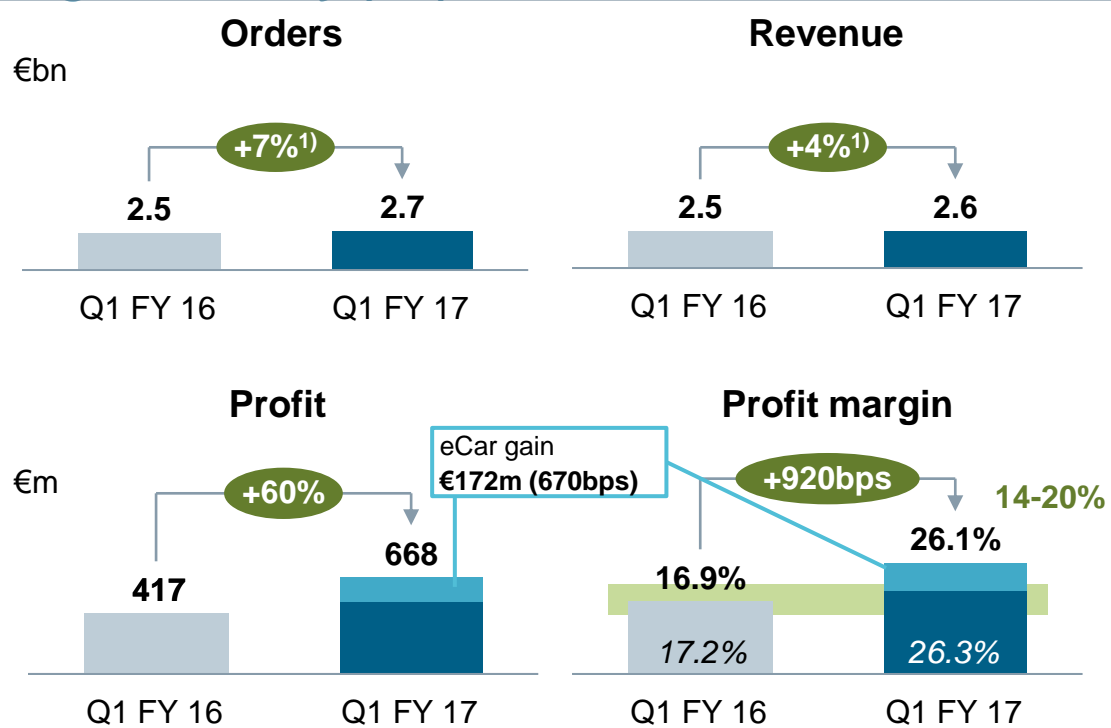 Orders
€bn
+7%1)
2.5
2.7
Q1 FY 16
Q1 FY 17
Revenue
+4%1)
2.5
2.6
Q1 FY 16
Q1 FY 17
Profit
€m
+60%
417
668
Q1 FY 16
Q1 FY 17
eCar gain
€172m (670bps)
Profit margin
+920bps
14-20%
16.9%
26.1%
17.2%
26.3%
Q1 FY 16
Q1 FY 17